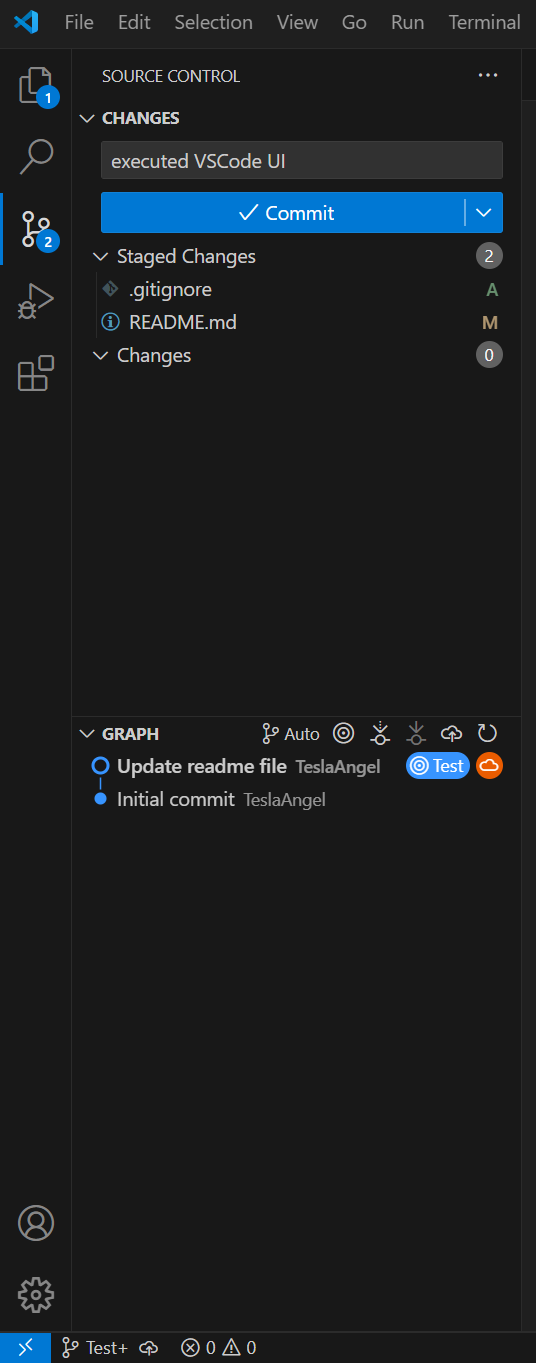 File Edit Selection View Go Run Terminal
SOURCE CONTROL
1
CHANGES
executed VSCode UI
Commit
2
Staged Changes 2
.gitignore A
README.md M
Changes 0
GRAPH Auto
Update readme file TeslaAngel Test
Initial commit TeslaAngel
Test+ 0 0